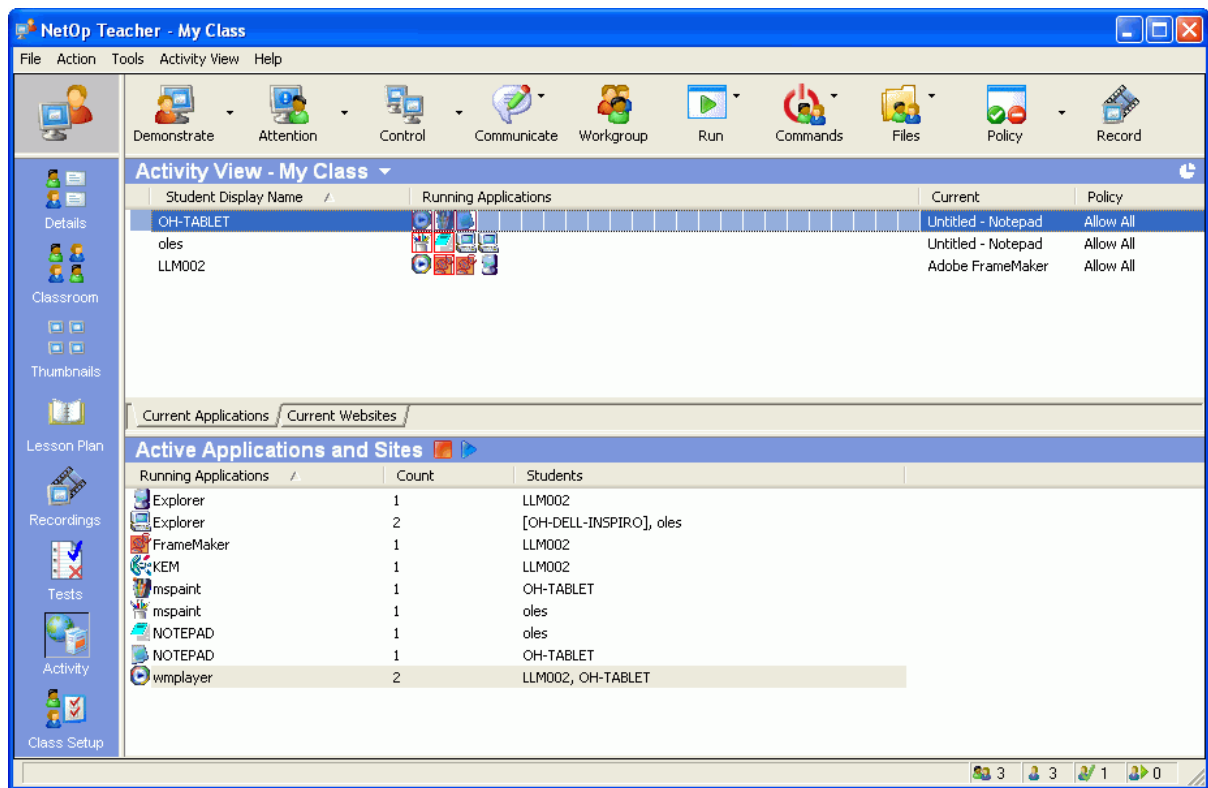 NetOp Teacher - My Class
File Action Tools Activity View Help
Demonstrate Attention Control Communicate Workgroup Run Commands Files Policy Record
Activity View - My Class
Student Display Name Running Applications Current Policy
OH-TABLET Untitled - Notepad Allow All
oles Untitled - Notepad Allow All
LLM002 Adobe FrameMaker Allow All
Details
Classroom
Thumbnails
Lesson Plan
Recordings
Tests
Activity
Class Setup
Current Applications Current Websites
Active Applications and Sites
Running Applications Count Students
Explorer 1 LLM002
Explorer 2 [OH-DELL-INSPIRO], oles
FrameMaker 1 LLM002
KEM 1 LLM002
mspaint 1 OH-TABLET
mspaint 1 oles
NOTEPAD 1 oles
NOTEPAD 1 OH-TABLET
wmplayer 2 LLM002, OH-TABLET
3 3 1 0